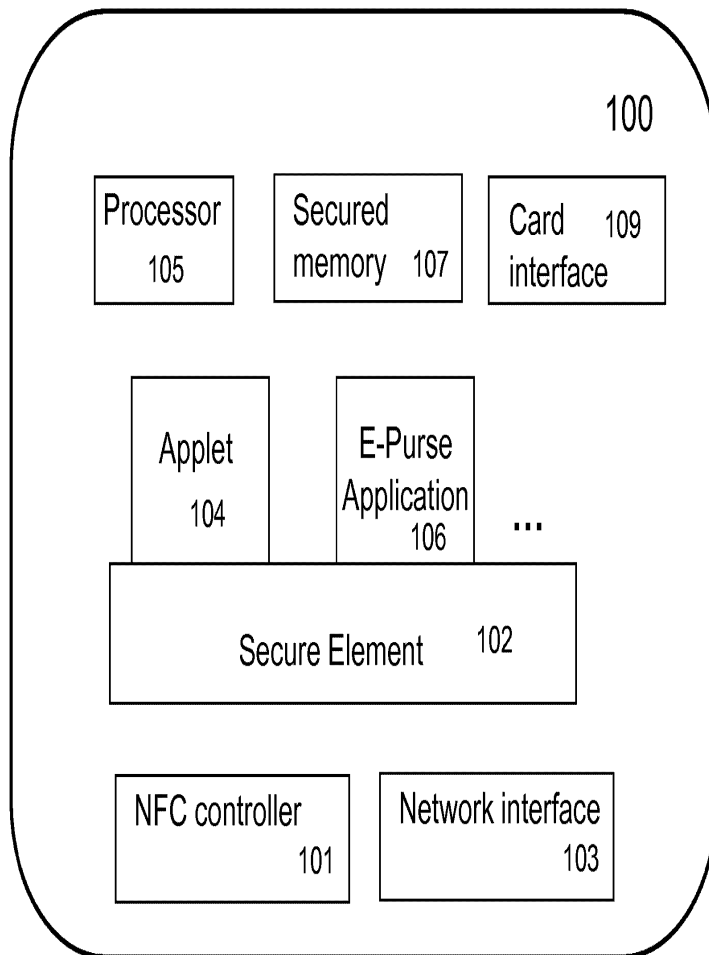 100
Processor
105
Secured
memory 107
Card 109
interface
Applet
104
E-Purse
Application
106
...
Secure Element 102
NFC controller
101
Network interface
103